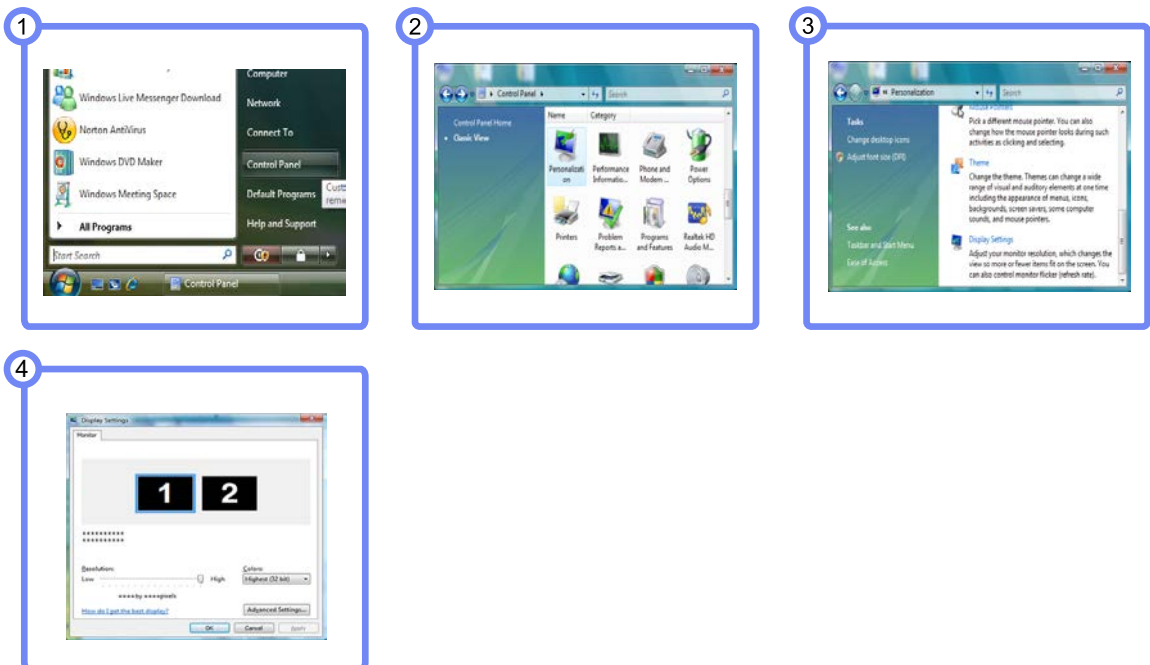 1
Windows Live Messenger Download
Norton AntiVirus
Windows DVD Maker
Windows Meeting Space
All Programs
Start Search
Computer
Network
Connect To
Control Panel
Default Programs
Help and Support
Control Panel
2
Control Panel
Search
Control Panel Home
Classic View
Name Category
Personalizati
on
Performance
Informatio...
Phone and
Modem ...
Power
Options
Printers
Problem
Reports a...
Programs
and Features
Realtek HD
Audio M...
3
Personalization
Search
Tasks
Change desktop icons
Adjust font size (DPI)
See also
Taskbar and Start Menu
Ease of Access
Mouse Pointers
Pick a different mouse pointer. You can also
change how the mouse pointer looks during such
activities as clicking and selecting.
Theme
Change the theme. Themes can change a wide
range of visual and auditory elements at one time
including the appearance of menus, icons,
backgrounds, screen savers, some computer
sounds, and mouse pointers.
Display Settings
Adjust your monitor resolution, which changes the
view so more or fewer items fit on the screen. You
can also control monitor flicker (refresh rate).
4
Display Settings
Monitor
1 2
**********
**********
Resolution:
Low High
****by ****pixels
Colors:
Highest (32 bit)
How do I get the best display?
Advanced Settings...
OK Cancel Apply